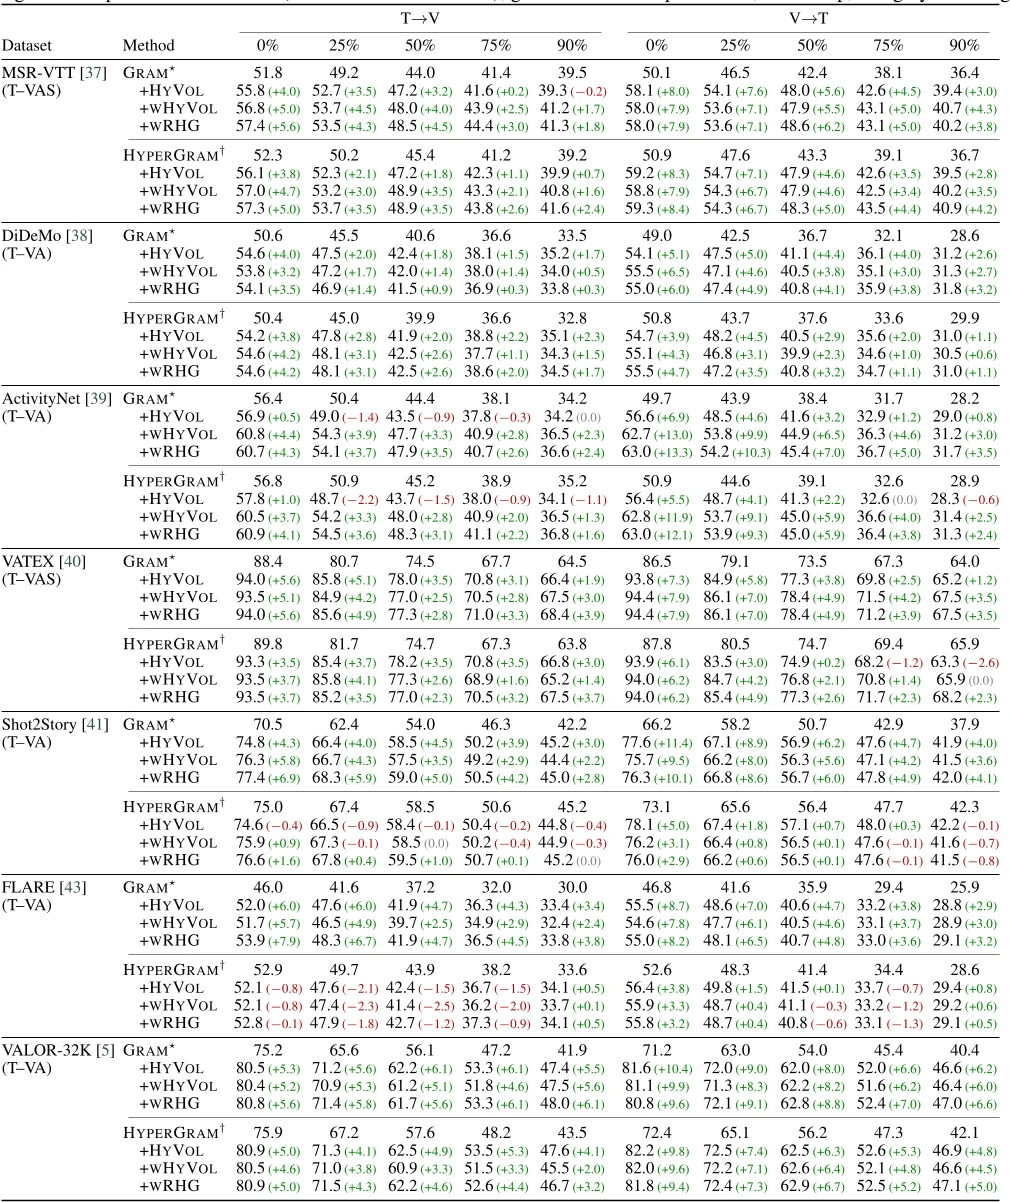 T→V V→T
Dataset Method 0% 25% 50% 75% 90% 0% 25% 50% 75% 90%
MSR-VTT [37] GRAM* 51.8 49.2 44.0 41.4 39.5 50.1 46.5 42.4 38.1 36.4
(T–VAS) +HYVOL 55.8 (+4.0) 52.7 (+3.5) 47.2 (+3.2) 41.6 (+0.2) 39.3 (−0.2) 58.1 (+8.0) 54.1 (+7.6) 48.0 (+5.6) 42.6 (+4.5) 39.4 (+3.0)
+WHYVOL 56.8 (+5.0) 53.7 (+4.5) 48.0 (+4.0) 43.9 (+2.5) 41.2 (+1.7) 58.0 (+7.9) 53.6 (+7.1) 47.9 (+5.5) 43.1 (+5.0) 40.7 (+4.3)
+WRHG 57.4 (+5.6) 53.5 (+4.3) 48.5 (+4.5) 44.4 (+3.0) 41.3 (+1.8) 58.0 (+7.9) 53.6 (+7.1) 48.6 (+6.2) 43.1 (+5.0) 40.2 (+3.8)
HYPERGRAM† 52.3 50.2 45.4 41.2 39.2 50.9 47.6 43.3 39.1 36.7
+HYVOL 56.1 (+3.8) 52.3 (+2.1) 47.2 (+1.8) 42.3 (+1.1) 39.9 (+0.7) 59.2 (+8.3) 54.7 (+7.1) 47.9 (+4.6) 42.6 (+3.5) 39.5 (+2.8)
+WHYVOL 57.0 (+4.7) 53.2 (+3.0) 48.9 (+3.5) 43.3 (+2.1) 40.8 (+1.6) 58.8 (+7.9) 54.3 (+6.7) 47.9 (+4.6) 42.5 (+3.4) 40.2 (+3.5)
+WRHG 57.3 (+5.0) 53.7 (+3.5) 48.9 (+3.5) 43.8 (+2.6) 41.6 (+2.4) 59.3 (+8.4) 54.3 (+6.7) 48.3 (+5.0) 43.5 (+4.4) 40.9 (+4.2)
DiDeMo [38] GRAM* 50.6 45.5 40.6 36.6 33.5 49.0 42.5 36.7 32.1 28.6
(T–VA) +HYVOL 54.6 (+4.0) 47.5 (+2.0) 42.4 (+1.8) 38.1 (+1.5) 35.2 (+1.7) 54.1 (+5.1) 47.5 (+5.0) 41.1 (+4.4) 36.1 (+4.0) 31.2 (+2.6)
+WHYVOL 53.8 (+3.2) 47.2 (+1.7) 42.0 (+1.4) 38.0 (+1.4) 34.0 (+0.5) 55.5 (+6.5) 47.1 (+4.6) 40.5 (+3.8) 35.1 (+3.0) 31.3 (+2.7)
+WRHG 54.1 (+3.5) 46.9 (+1.4) 41.5 (+0.9) 36.9 (+0.3) 33.8 (+0.3) 55.0 (+6.0) 47.4 (+4.9) 40.8 (+4.1) 35.9 (+3.8) 31.8 (+3.2)
HYPERGRAM† 50.4 45.0 39.9 36.6 32.8 50.8 43.7 37.6 33.6 29.9
+HYVOL 54.2 (+3.8) 47.8 (+2.8) 41.9 (+2.0) 38.8 (+2.2) 35.1 (+2.3) 54.7 (+3.9) 48.2 (+4.5) 40.5 (+2.9) 35.6 (+2.0) 31.0 (+1.1)
+WHYVOL 54.6 (+4.2) 48.1 (+3.1) 42.5 (+2.6) 37.7 (+1.1) 34.3 (+1.5) 55.1 (+4.3) 46.8 (+3.1) 39.9 (+2.3) 34.6 (+1.0) 30.5 (+0.6)
+WRHG 54.6 (+4.2) 48.1 (+3.1) 42.5 (+2.6) 38.6 (+2.0) 34.5 (+1.7) 55.5 (+4.7) 47.2 (+3.5) 40.8 (+3.2) 34.7 (+1.1) 31.0 (+1.1)
ActivityNet [39] GRAM* 56.4 50.4 44.4 38.1 34.2 49.7 43.9 38.4 31.7 28.2
(T–VA) +HYVOL 56.9 (+0.5) 49.0 (−1.4) 43.5 (−0.9) 37.8 (−0.3) 34.2 (0.0) 56.6 (+6.9) 48.5 (+4.6) 41.6 (+3.2) 32.9 (+1.2) 29.0 (+0.8)
+WHYVOL 60.8 (+4.4) 54.3 (+3.9) 47.7 (+3.3) 40.9 (+2.8) 36.5 (+2.3) 62.7 (+13.0) 53.8 (+9.9) 44.9 (+6.5) 36.3 (+4.6) 31.2 (+3.0)
+WRHG 60.7 (+4.3) 54.1 (+3.7) 47.9 (+3.5) 40.7 (+2.6) 36.6 (+2.4) 63.0 (+13.3) 54.2 (+10.3) 45.4 (+7.0) 36.7 (+5.0) 31.7 (+3.5)
HYPERGRAM† 56.8 50.9 45.2 38.9 35.2 50.9 44.6 39.1 32.6 28.9
+HYVOL 57.8 (+1.0) 48.7 (−2.2) 43.7 (−1.5) 38.0 (−0.9) 34.1 (−1.1) 56.4 (+5.5) 48.7 (+4.1) 41.3 (+2.2) 32.6 (0.0) 28.3 (−0.6)
+WHYVOL 60.5 (+3.7) 54.2 (+3.3) 48.0 (+2.8) 40.9 (+2.0) 36.5 (+1.3) 62.8 (+11.9) 53.7 (+9.1) 45.0 (+5.9) 36.6 (+4.0) 31.4 (+2.5)
+WRHG 60.9 (+4.1) 54.5 (+3.6) 48.3 (+3.1) 41.1 (+2.2) 36.8 (+1.6) 63.0 (+12.1) 53.9 (+9.3) 45.0 (+5.9) 36.4 (+3.8) 31.3 (+2.4)
VATEX [40] GRAM* 88.4 80.7 74.5 67.7 64.5 86.5 79.1 73.5 67.3 64.0
(T–VAS) +HYVOL 94.0 (+5.6) 85.8 (+5.1) 78.0 (+3.5) 70.8 (+3.1) 66.4 (+1.9) 93.8 (+7.3) 84.9 (+5.8) 77.3 (+3.8) 69.8 (+2.5) 65.2 (+1.2)
+WHYVOL 93.5 (+5.1) 84.9 (+4.2) 77.0 (+2.5) 70.5 (+2.8) 67.5 (+3.0) 94.4 (+7.9) 86.1 (+7.0) 78.4 (+4.9) 71.5 (+4.2) 67.5 (+3.5)
+WRHG 94.0 (+5.6) 85.6 (+4.9) 77.3 (+2.8) 71.0 (+3.3) 68.4 (+3.9) 94.4 (+7.9) 86.1 (+7.0) 78.4 (+4.9) 71.2 (+3.9) 67.5 (+3.5)
HYPERGRAM† 89.8 81.7 74.7 67.3 63.8 87.8 80.5 74.7 69.4 65.9
+HYVOL 93.3 (+3.5) 85.4 (+3.7) 78.2 (+3.5) 70.8 (+3.5) 66.8 (+3.0) 93.9 (+6.1) 83.5 (+3.0) 74.9 (+0.2) 68.2 (−1.2) 63.3 (−2.6)
+WHYVOL 93.5 (+3.7) 85.8 (+4.1) 77.3 (+2.6) 68.9 (+1.6) 65.2 (+1.4) 94.0 (+6.2) 84.7 (+4.2) 76.8 (+2.1) 70.8 (+1.4) 65.9 (0.0)
+WRHG 93.5 (+3.7) 85.2 (+3.5) 77.0 (+2.3) 70.5 (+3.2) 67.5 (+3.7) 94.0 (+6.2) 85.4 (+4.9) 77.3 (+2.6) 71.7 (+2.3) 68.2 (+2.3)
Shot2Story [41] GRAM* 70.5 62.4 54.0 46.3 42.2 66.2 58.2 50.7 42.9 37.9
(T–VA) +HYVOL 74.8 (+4.3) 66.4 (+4.0) 58.5 (+4.5) 50.2 (+3.9) 45.2 (+3.0) 77.6 (+11.4) 67.1 (+8.9) 56.9 (+6.2) 47.6 (+4.7) 41.9 (+4.0)
+WHYVOL 76.3 (+5.8) 66.7 (+4.3) 57.5 (+3.5) 49.2 (+2.9) 44.4 (+2.2) 75.7 (+9.5) 66.2 (+8.0) 56.3 (+5.6) 47.1 (+4.2) 41.5 (+3.6)
+WRHG 77.4 (+6.9) 68.3 (+5.9) 59.0 (+5.0) 50.5 (+4.2) 45.0 (+2.8) 76.3 (+10.1) 66.8 (+8.6) 56.7 (+6.0) 47.8 (+4.9) 42.0 (+4.1)
HYPERGRAM† 75.0 67.4 58.5 50.6 45.2 73.1 65.6 56.4 47.7 42.3
+HYVOL 74.6 (−0.4) 66.5 (−0.9) 58.4 (−0.1) 50.4 (−0.2) 44.8 (−0.4) 78.1 (+5.0) 67.4 (+1.8) 57.1 (+0.7) 48.0 (+0.3) 42.2 (−0.1)
+WHYVOL 75.9 (+0.9) 67.3 (−0.1) 58.5 (0.0) 50.2 (−0.4) 44.9 (−0.3) 76.2 (+3.1) 66.4 (+0.8) 56.5 (+0.1) 47.6 (−0.1) 41.6 (−0.7)
+WRHG 76.6 (+1.6) 67.8 (+0.4) 59.5 (+1.0) 50.7 (+0.1) 45.2 (0.0) 76.0 (+2.9) 66.2 (+0.6) 56.5 (+0.1) 47.6 (−0.1) 41.5 (−0.8)
FLARE [43] GRAM* 46.0 41.6 37.2 32.0 30.0 46.8 41.6 35.9 29.4 25.9
(T–VA) +HYVOL 52.0 (+6.0) 47.6 (+6.0) 41.9 (+4.7) 36.3 (+4.3) 33.4 (+3.4) 55.5 (+8.7) 48.6 (+7.0) 40.6 (+4.7) 33.2 (+3.8) 28.8 (+2.9)
+WHYVOL 51.7 (+5.7) 46.5 (+4.9) 39.7 (+2.5) 34.9 (+2.9) 32.4 (+2.4) 54.6 (+7.8) 47.7 (+6.1) 40.5 (+4.6) 33.1 (+3.7) 28.9 (+3.0)
+WRHG 53.9 (+7.9) 48.3 (+6.7) 41.9 (+4.7) 36.5 (+4.5) 33.8 (+3.8) 55.0 (+8.2) 48.1 (+6.5) 40.7 (+4.8) 33.0 (+3.6) 29.1 (+3.2)
HYPERGRAM† 52.9 49.7 43.9 38.2 33.6 52.6 48.3 41.4 34.4 28.6
+HYVOL 52.1 (−0.8) 47.6 (−2.1) 42.4 (−1.5) 36.7 (−1.5) 34.1 (+0.5) 56.4 (+3.8) 49.8 (+1.5) 41.5 (+0.1) 33.7 (−0.7) 29.4 (+0.8)
+WHYVOL 52.1 (−0.8) 47.4 (−2.3) 41.4 (−2.5) 36.2 (−2.0) 33.7 (+0.1) 55.9 (+3.3) 48.7 (+0.4) 41.1 (−0.3) 33.2 (−1.2) 29.2 (+0.6)
+WRHG 52.8 (−0.1) 47.9 (−1.8) 42.7 (−1.2) 37.3 (−0.9) 34.1 (+0.5) 55.8 (+3.2) 48.7 (+0.4) 40.8 (−0.6) 33.1 (−1.3) 29.1 (+0.5)
VALOR-32K [5] GRAM* 75.2 65.6 56.1 47.2 41.9 71.2 63.0 54.0 45.4 40.4
(T–VA) +HYVOL 80.5 (+5.3) 71.2 (+5.6) 62.2 (+6.1) 53.3 (+6.1) 47.4 (+5.5) 81.6 (+10.4) 72.0 (+9.0) 62.0 (+8.0) 52.0 (+6.6) 46.6 (+6.2)
+WHYVOL 80.4 (+5.2) 70.9 (+5.3) 61.2 (+5.1) 51.8 (+4.6) 47.5 (+5.6) 81.1 (+9.9) 71.3 (+8.3) 62.2 (+8.2) 51.6 (+6.2) 46.4 (+6.0)
+WRHG 80.8 (+5.6) 71.4 (+5.8) 61.7 (+5.6) 53.3 (+6.1) 48.0 (+6.1) 80.8 (+9.6) 72.1 (+9.1) 62.8 (+8.8) 52.4 (+7.0) 47.0 (+6.6)
HYPERGRAM† 75.9 67.2 57.6 48.2 43.5 72.4 65.1 56.2 47.3 42.1
+HYVOL 80.9 (+5.0) 71.3 (+4.1) 62.5 (+4.9) 53.5 (+5.3) 47.6 (+4.1) 82.2 (+9.8) 72.5 (+7.4) 62.5 (+6.3) 52.6 (+5.3) 46.9 (+4.8)
+WHYVOL 80.5 (+4.6) 71.0 (+3.8) 60.9 (+3.3) 51.5 (+3.3) 45.5 (+2.0) 82.0 (+9.6) 72.2 (+7.1) 62.6 (+6.4) 52.1 (+4.8) 46.6 (+4.5)
+WRHG 80.9 (+5.0) 71.5 (+4.3) 62.2 (+4.6) 52.6 (+4.4) 46.7 (+3.2) 81.8 (+9.4) 72.4 (+7.3) 62.9 (+6.7) 52.5 (+5.2) 47.1 (+5.0)